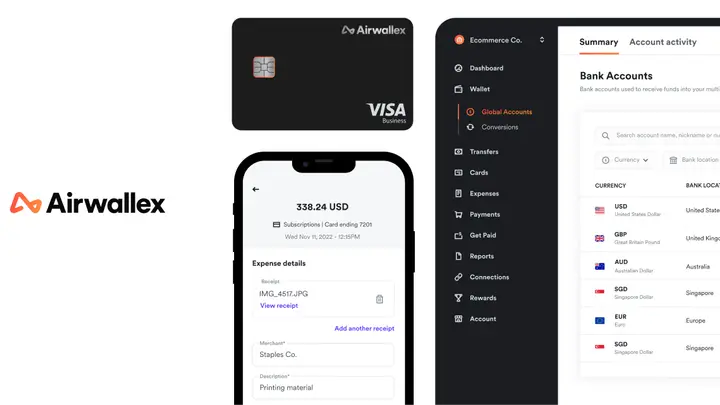 Airwallex
Airwallex
VISA
Business
338.24 USD
Subscriptions | Card ending 7201
Wed Nov 11, 2022 - 12:15PM
Expense details
Receipt
IMG_4517.JPG
View receipt
Add another receipt
Merchant*
Staples Co.
Description*
Printing material
Ecommerce Co.
Dashboard
Wallet
Global Accounts
Conversions
Transfers
Cards
Expenses
Payments
Get Paid
Reports
Connections
Rewards
Account
Summary Account activity
Bank Accounts
Bank accounts used to receive funds into your multi
Search account name, nickname or nu
Currency Bank location
CURRENCY BANK LOCAT
USD
United States Dollar
United State
GBP
Great Britain Pound
United Kingd
AUD
Australian Dollar
Australia
SGD
Singapore Dollar
Singapore
EUR
Euro
Europe
SGD
Singapore Dollar
Singapore